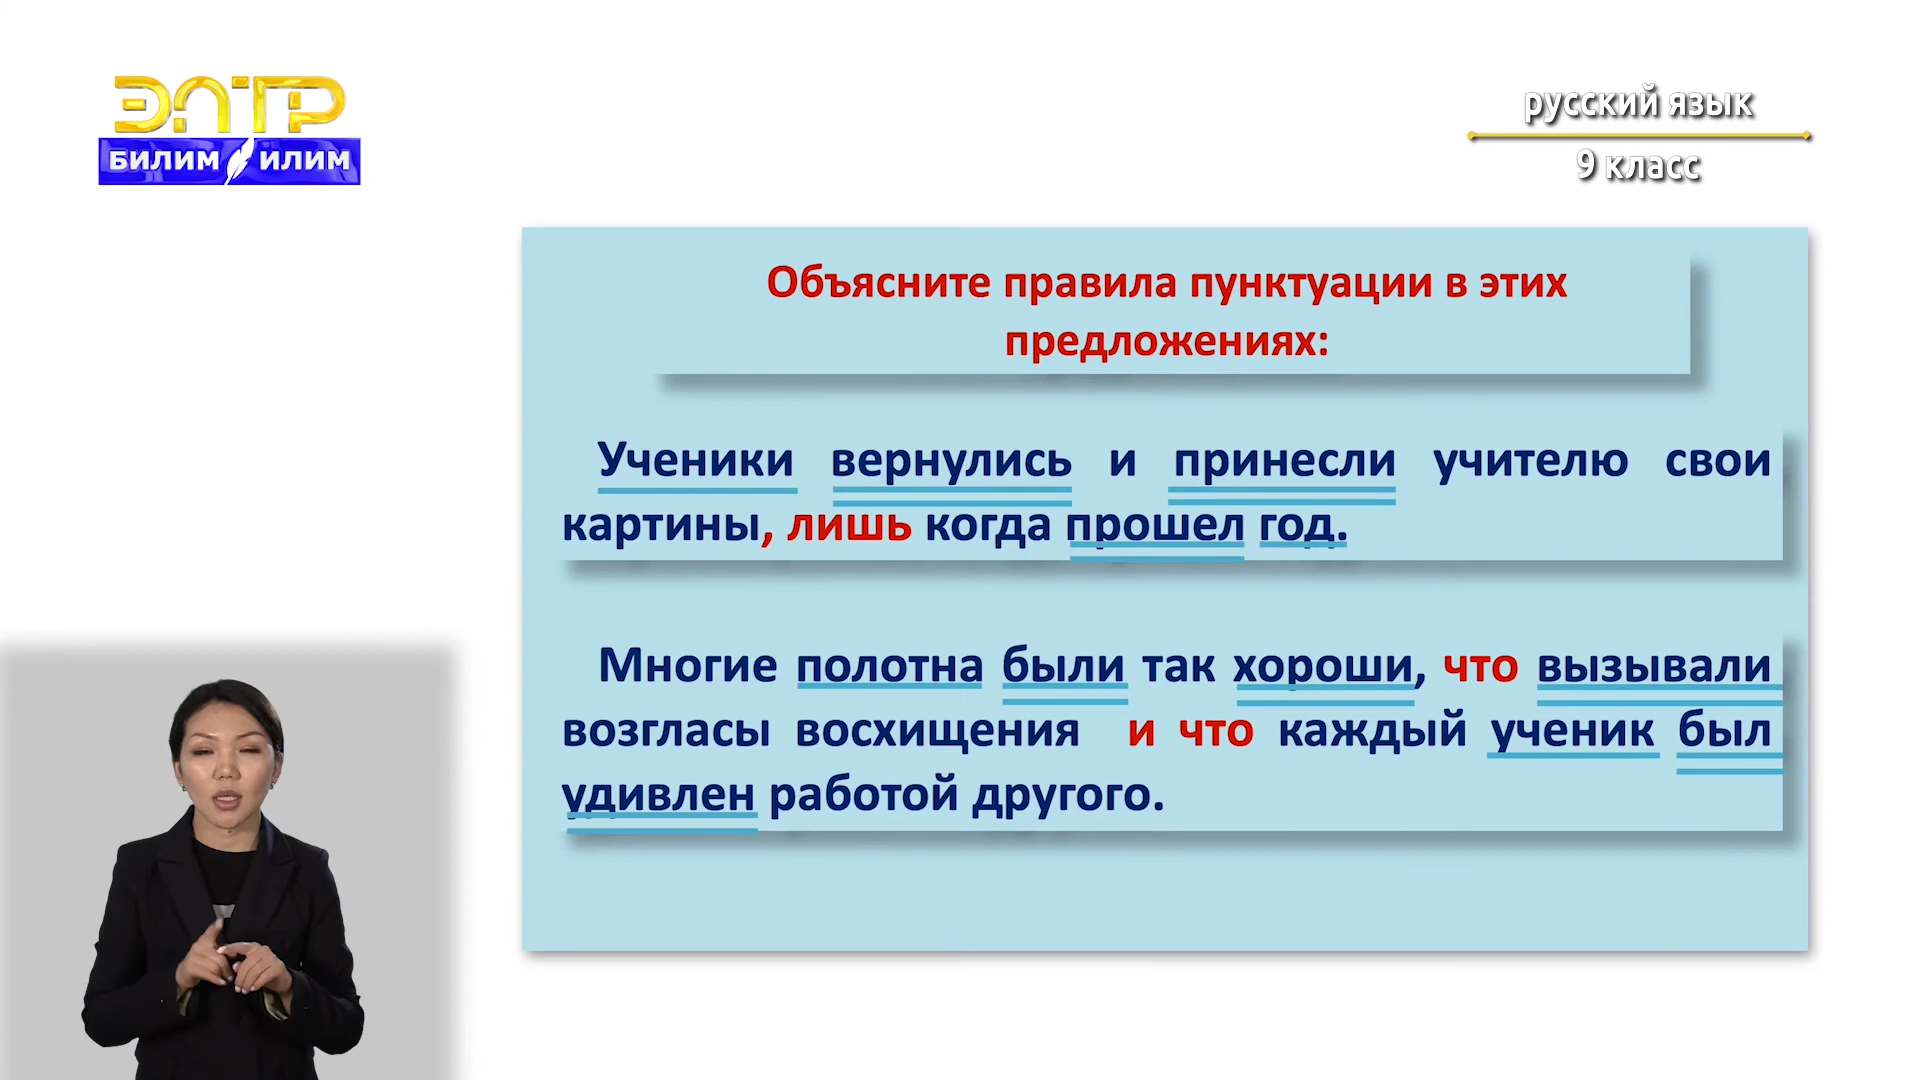 ЭЛТР
БИЛИМ ИЛИМ
русский язык
9 класс
Объясните правила пунктуации в этих
предложениях:
Ученики вернулись и принесли учителю свои
картины, лишь когда прошел год.
Многие полотна были так хороши, что вызывали
возгласы восхищения и что каждый ученик был
удивлен работой другого.